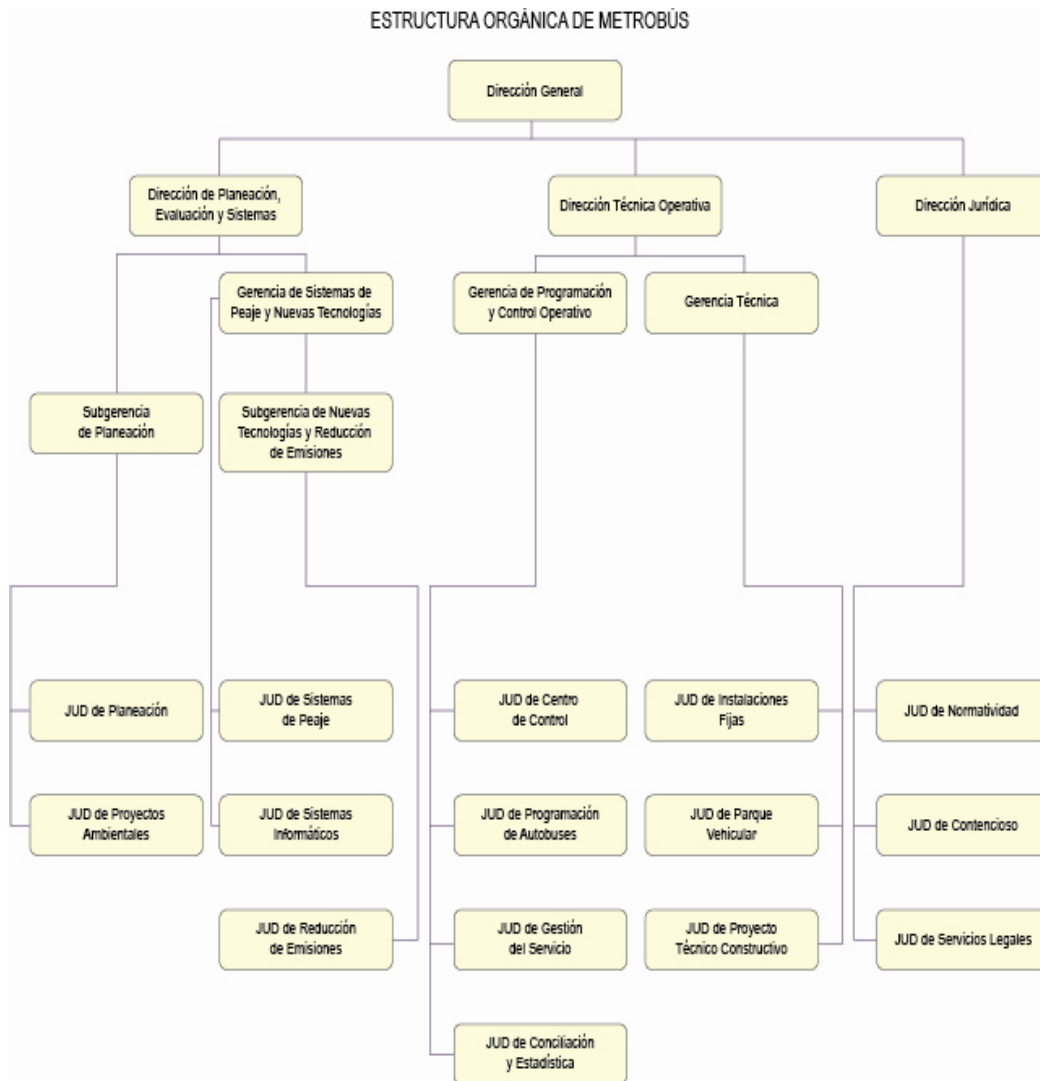 ESTRUCTURA ORGÁNICA DE METROBÚS
Dirección General
Dirección de Planeación,
Evaluación y Sistemas
Dirección Técnica Operativa
Dirección Jurídica
Gerencia de Sistemas de
Peaje y Nuevas Tecnologías
Gerencia de Programación
y Control Operativo
Gerencia Técnica
Subgerencia
de Planeación
Subgerencia de Nuevas
Tecnologías y Reducción
de Emisiones
JUD de Planeación
JUD de Sistemas
de Peaje
JUD de Centro
de Control
JUD de Instalaciones
Fijas
JUD de Normatividad
JUD de Proyectos
Ambientales
JUD de Sistemas
Informáticos
JUD de Programación
de Autobuses
JUD de Parque
Vehicular
JUD de Contencioso
JUD de Reducción
de Emisiones
JUD de Gestión
del Servicio
JUD de Proyecto
Técnico Constructivo
JUD de Servicios Legales
JUD de Conciliación
y Estadística